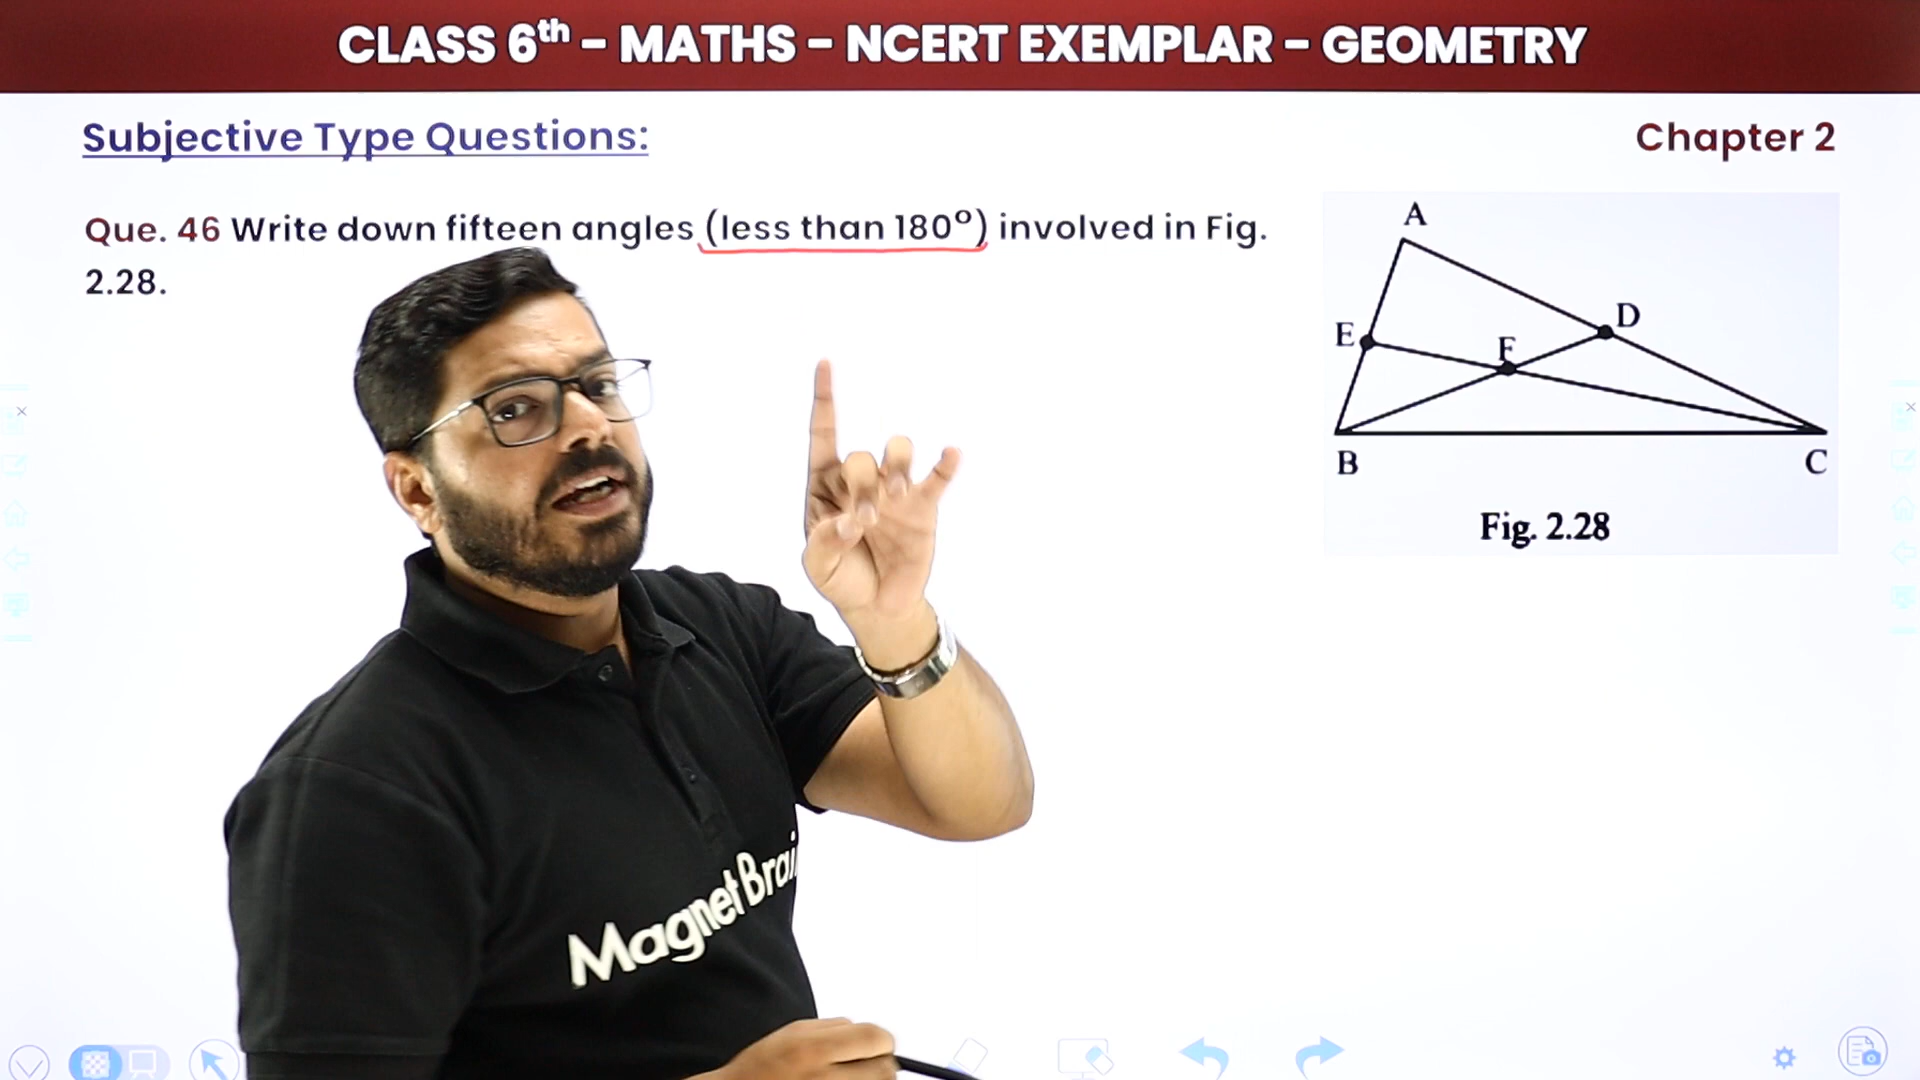 CLASS 6th – MATHS – NCERT EXEMPLAR – GEOMETRY
Subjective Type Questions:
Chapter 2
Que. 46 Write down fifteen angles (less than 180°) involved in Fig.
2.28.
A
E
F
D
B
C
Fig. 2.28
MagnetBrai